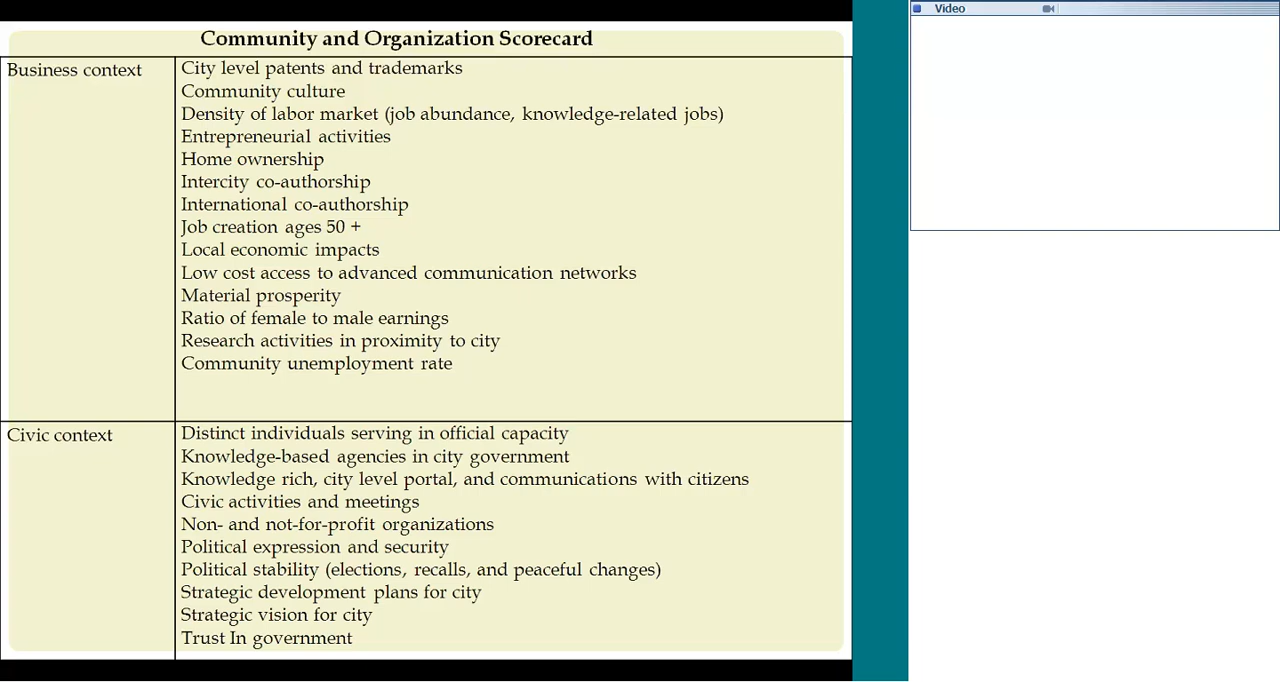 Community and Organization Scorecard
Business context
City level patents and trademarks
Community culture
Density of labor market (job abundance, knowledge-related jobs)
Entrepreneurial activities
Home ownership
Intercity co-authorship
International co-authorship
Job creation ages 50 +
Local economic impacts
Low cost access to advanced communication networks
Material prosperity
Ratio of female to male earnings
Research activities in proximity to city
Community unemployment rate
Civic context
Distinct individuals serving in official capacity
Knowledge-based agencies in city government
Knowledge rich, city level portal, and communications with citizens
Civic activities and meetings
Non- and not-for-profit organizations
Political expression and security
Political stability (elections, recalls, and peaceful changes)
Strategic development plans for city
Strategic vision for city
Trust In government
Video